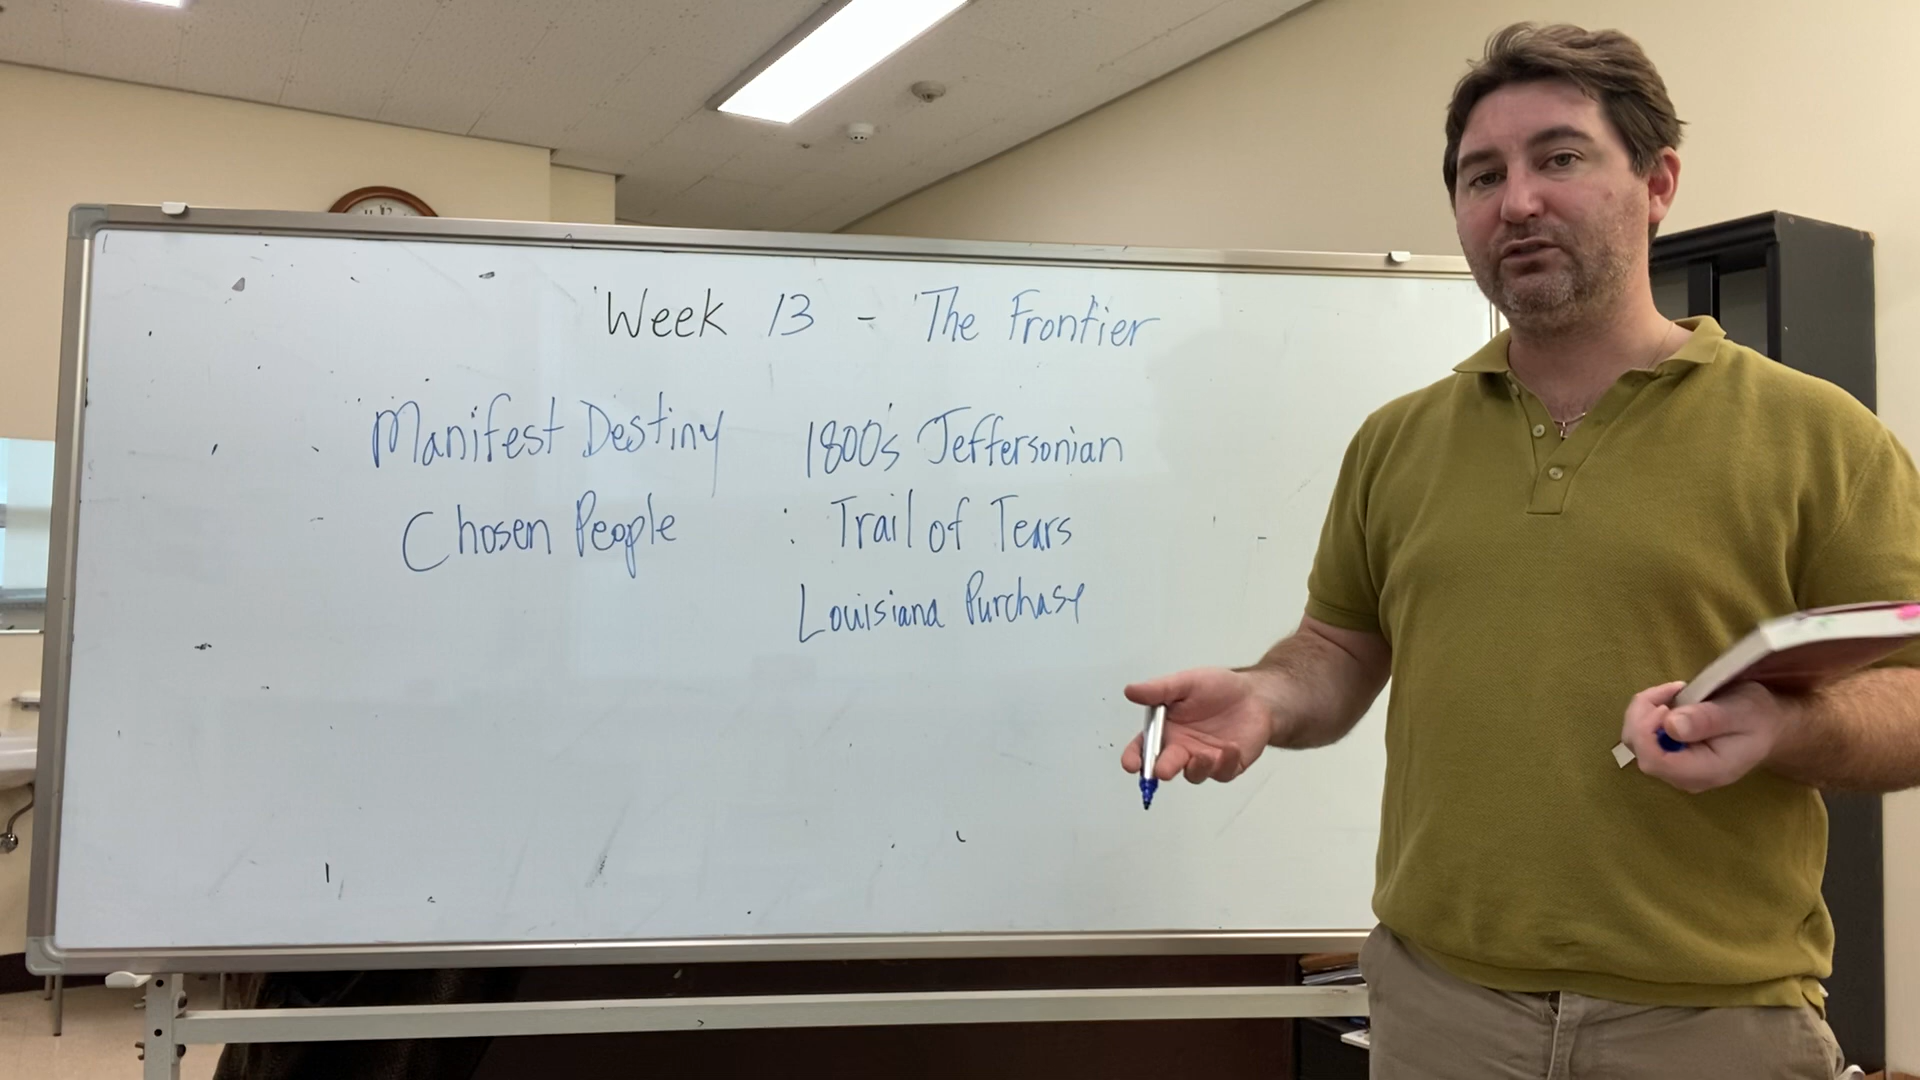 Week 13 - The Frontier
Manifest Destiny
Chosen People
1800's Jeffersonian
: Trail of Tears
Louisiana Purchase